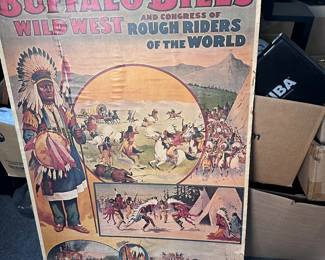 BUFFALO BILL'S
WILD WEST
AND CONGRESS OF
ROUGH RIDERS
OF THE WORLD